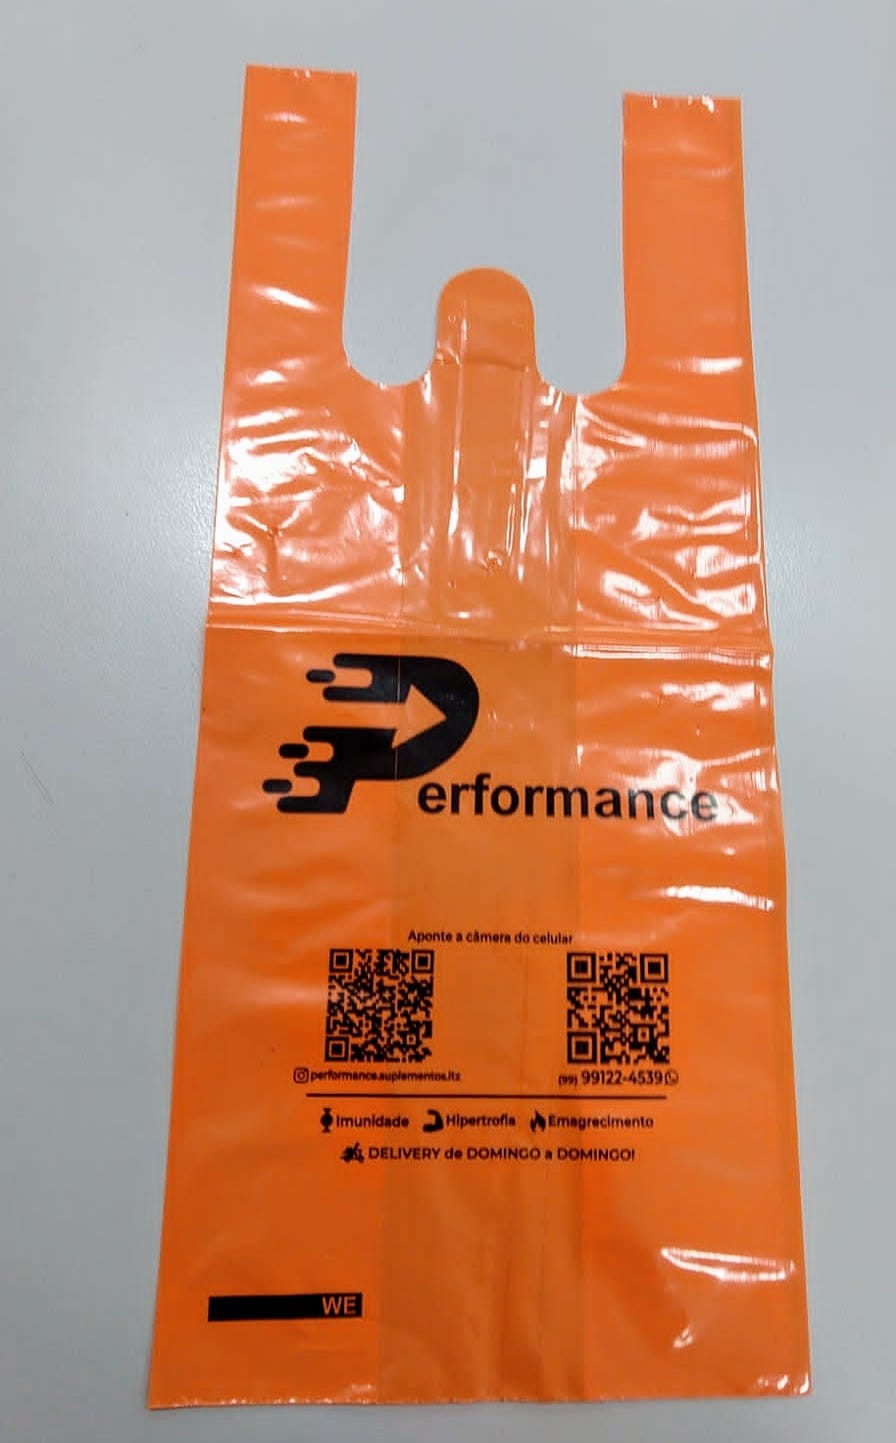 Performance
Aponte a câmera do celular
performance.suplementos.itz
(99) 99122-4539
Imunidade Hipertrofia Emagrecimento
DELIVERY de DOMINGO a DOMINGO!
WE